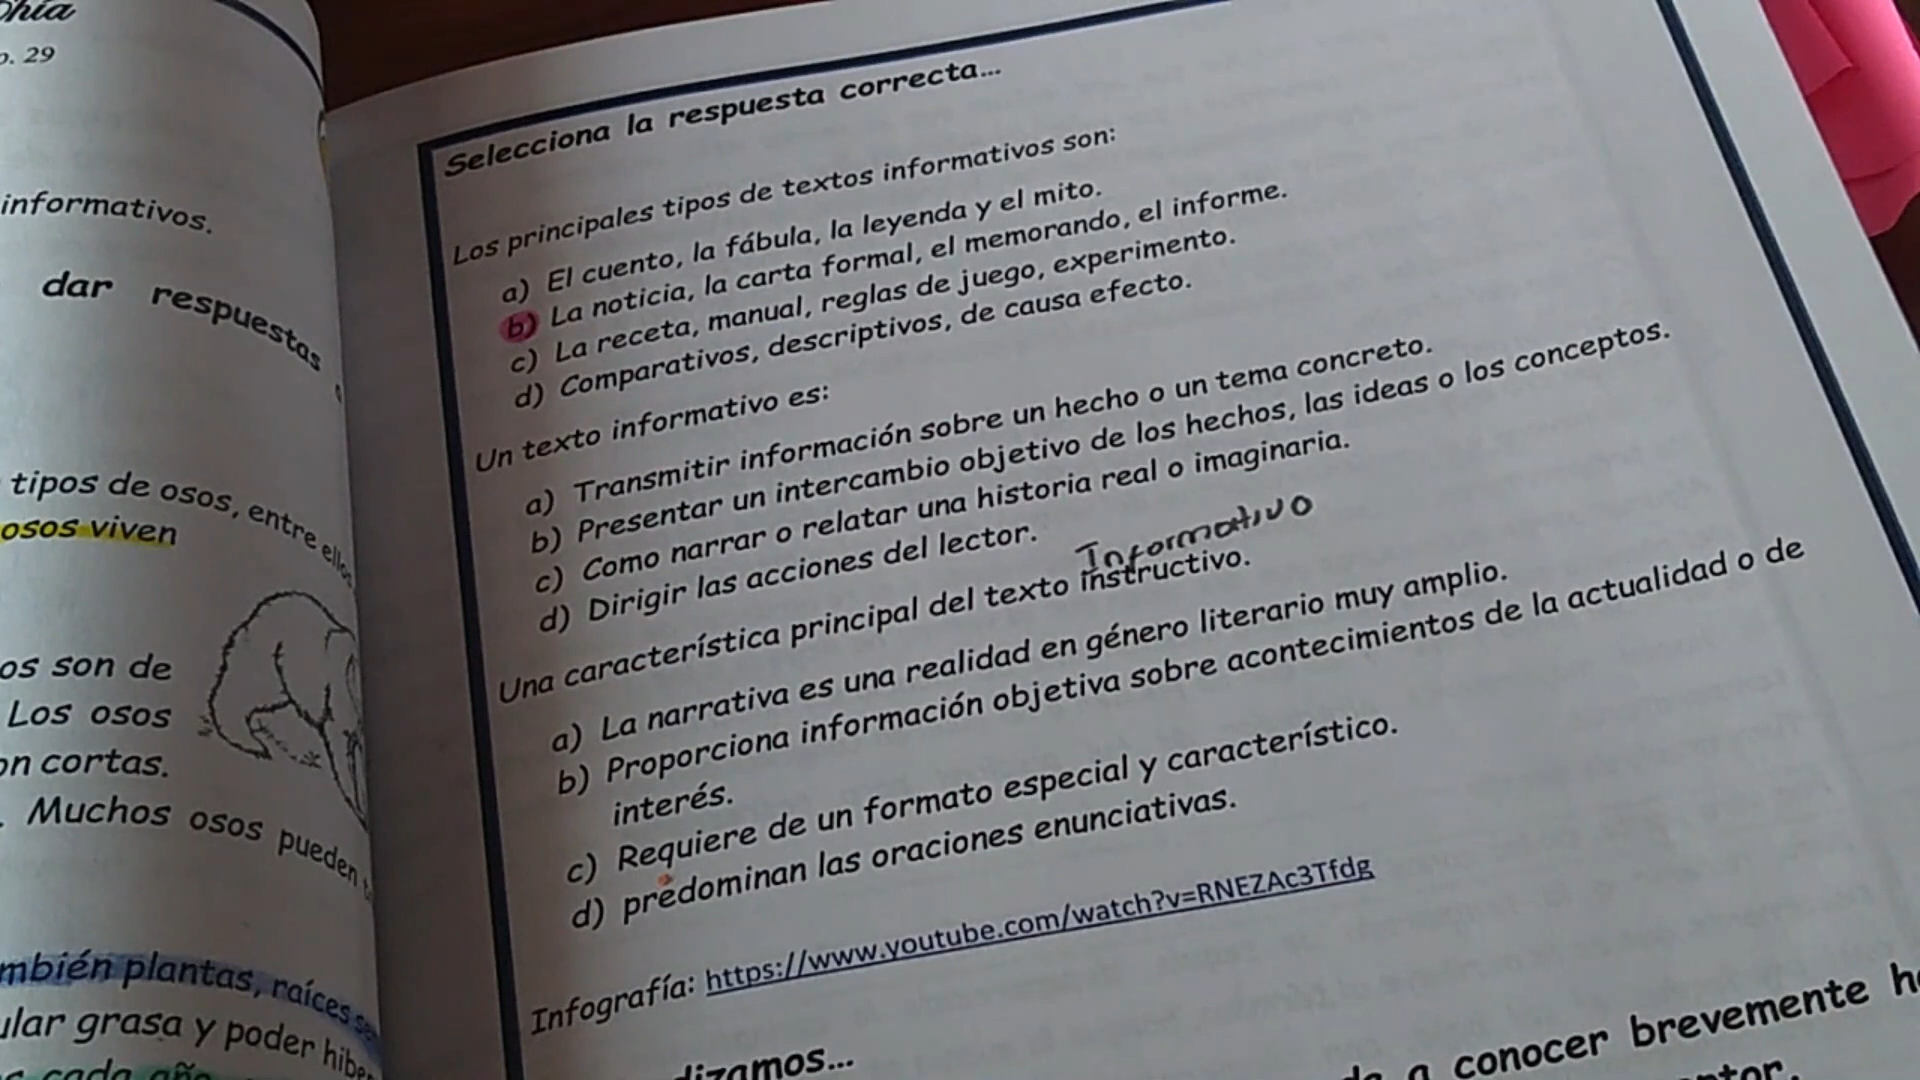 phia
p. 29
informativos.
dar respuestas
tipos de osos, entre ellos
osos viven
os son de
Los osos
on cortas.
. Muchos osos pueden
mbién plantas, raíces
ular grasa y poder hiber
cada año
Selecciona la respuesta correcta...
Los principales tipos de textos informativos son:
a) El cuento, la fábula, la leyenda y el mito.
b) La noticia, la carta formal, el memorando, el informe.
c) La receta, manual, reglas de juego, experimento.
d) Comparativos, descriptivos, de causa efecto.
Un texto informativo es:
a) Transmitir información sobre un hecho o un tema concreto.
b) Presentar un intercambio objetivo de los hechos, las ideas o los conceptos.
c) Como narrar o relatar una historia real o imaginaria.
d) Dirigir las acciones del lector.
Informativo
Una característica principal del texto instructivo.
a) La narrativa es una realidad en género literario muy amplio.
b) Proporciona información objetiva sobre acontecimientos de la actualidad o de
interés.
c) Requiere de un formato especial y característico.
d) predominan las oraciones enunciativas.
Infografía: https://www.youtube.com/watch?v=RNEZAc3Tfdg
dizamos...
a conocer brevemente